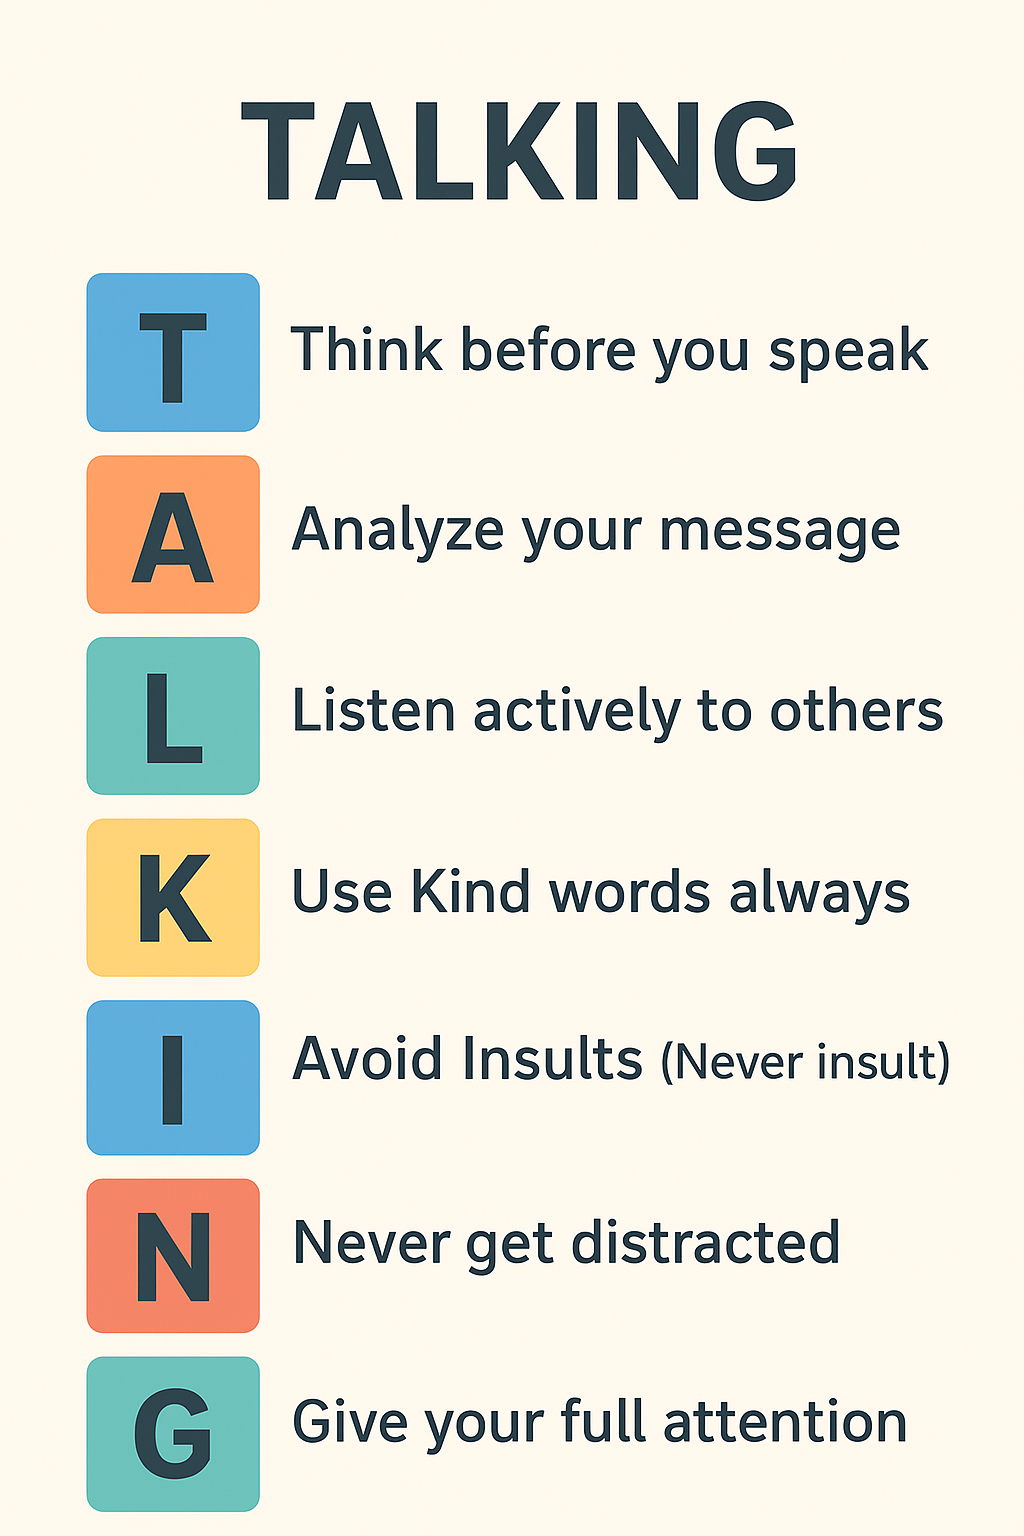 TALKING
T Think before you speak
A Analyze your message
L Listen actively to others
K Use Kind words always
I Avoid Insults (Never insult)
N Never get distracted
G Give your full attention